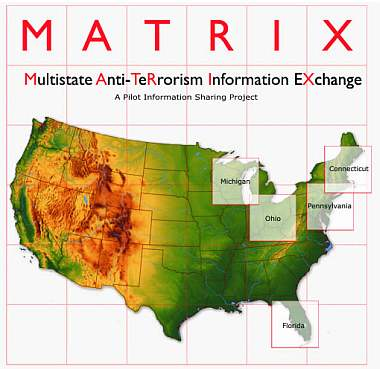 MATRIX
Multistate Anti-TeRrorism Information EXchange
A Pilot Information Sharing Project
Michigan
Connecticut
Pennsylvania
Ohio
Florida